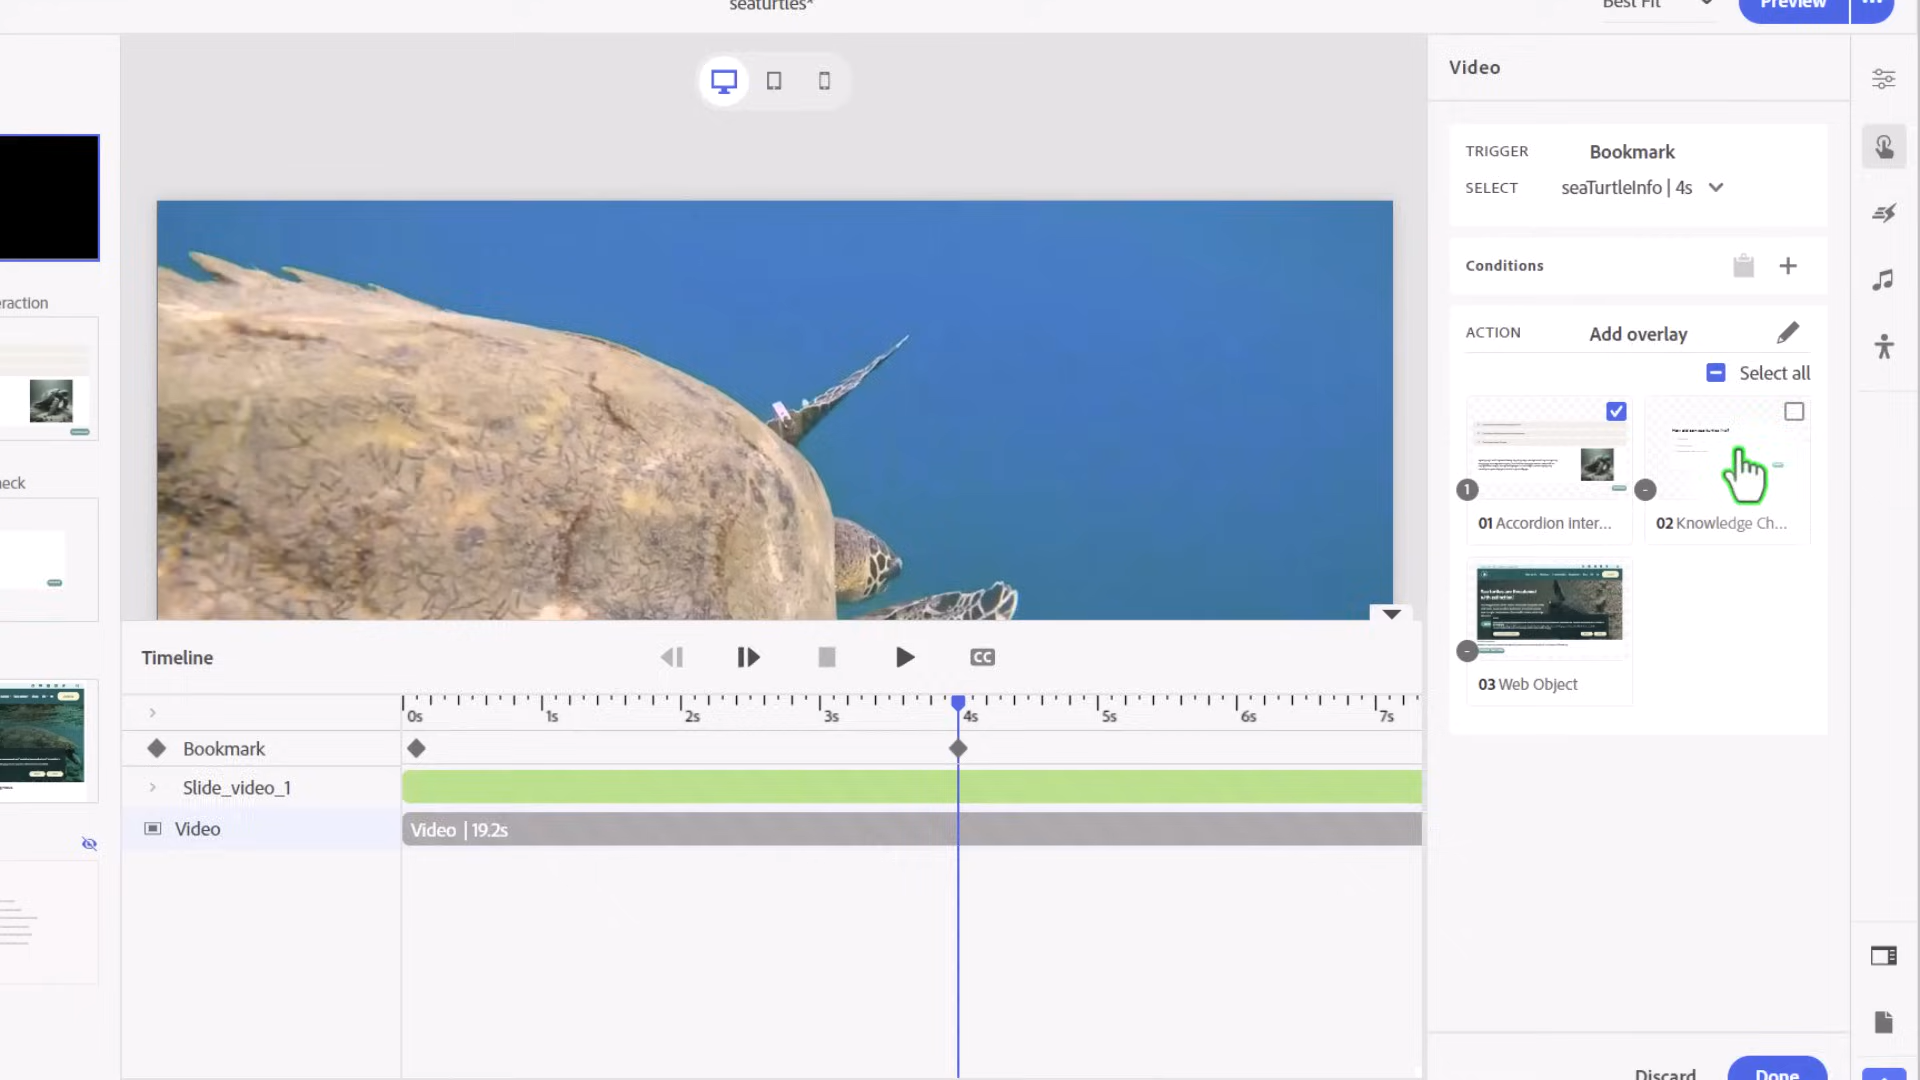 seaturtles*
Best Fit
Preview
Video
TRIGGER Bookmark
SELECT seaTurtleInfo | 4s
Conditions
ACTION Add overlay
Select all
1
01 Accordion Inter...
-
02 Knowledge Ch...
-
03 Web Object
eraction
eck
Timeline
CC
0s 1s 2s 3s 4s 5s 6s 7s
Bookmark
Slide_video_1
Video
Video | 19.2s
Discard
Done